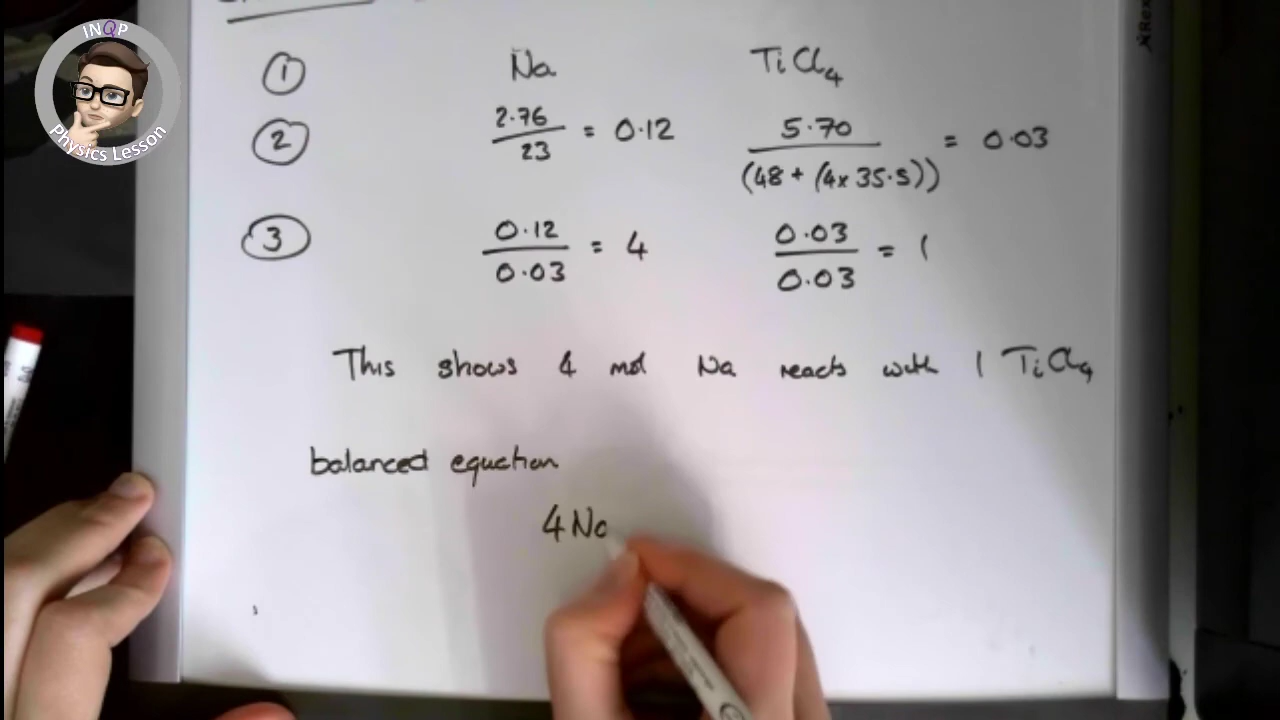 INQP
Physics Lesson
① Na TiCl4
② 2.76 / 23 = 0.12 5.70 / (48 + (4x 35.5)) = 0.03
③ 0.12 / 0.03 = 4 0.03 / 0.03 = 1
This shows 4 mol Na reacts with 1 TiCl4
balanced equation
4Na